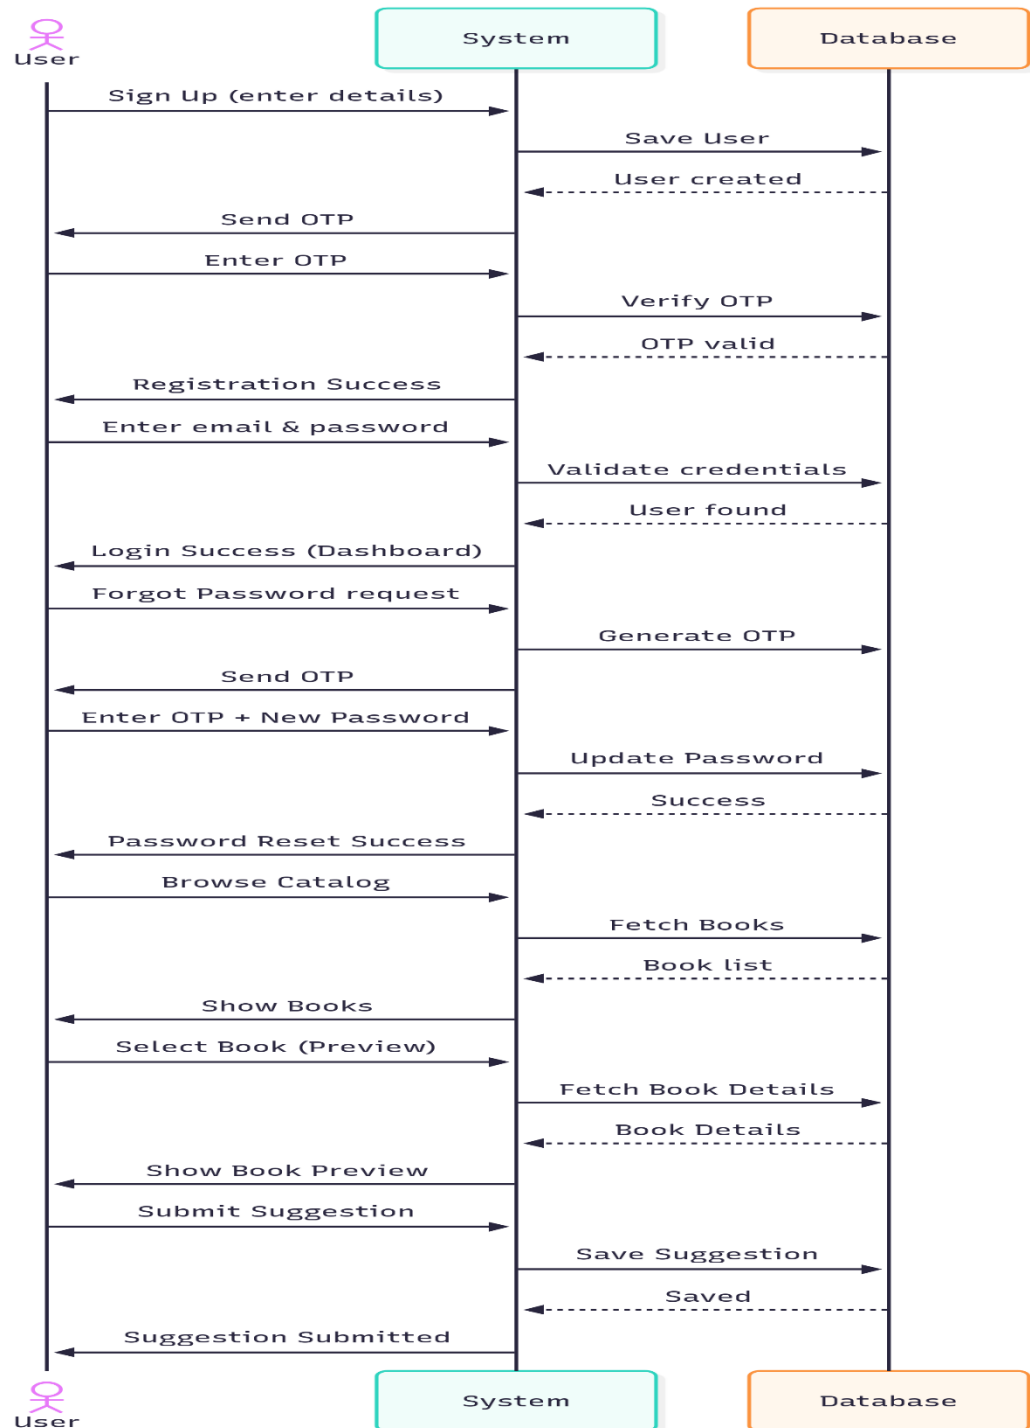 System
Database
User
Sign Up (enter details)
Save User
User created
Send OTP
Enter OTP
Verify OTP
OTP valid
Registration Success
Enter email & password
Validate credentials
User found
Login Success (Dashboard)
Forgot Password request
Generate OTP
Send OTP
Enter OTP + New Password
Update Password
Success
Password Reset Success
Browse Catalog
Fetch Books
Book list
Show Books
Select Book (Preview)
Fetch Book Details
Book Details
Show Book Preview
Submit Suggestion
Save Suggestion
Saved
Suggestion Submitted
System
Database
User